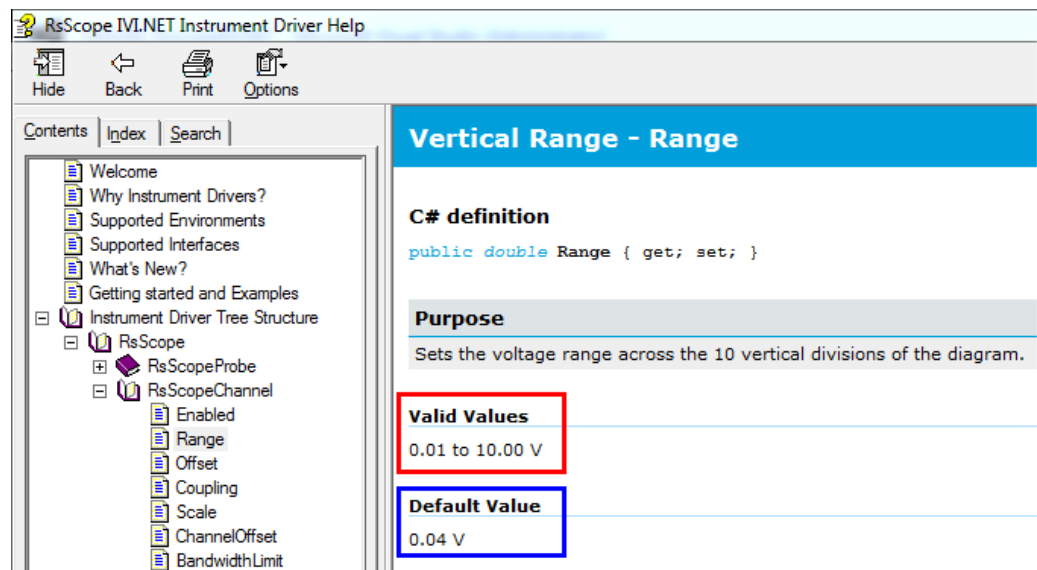 RsScope IVI.NET Instrument Driver Help
Hide Back Print Options
Contents Index Search
Welcome
Why Instrument Drivers?
Supported Environments
Supported Interfaces
What's New?
Getting started and Examples
Instrument Driver Tree Structure
RsScope
RsScopeProbe
RsScopeChannel
Enabled
Range
Offset
Coupling
Scale
ChannelOffset
BandwidthLimit
Vertical Range - Range
C# definition
public double Range { get; set; }
Purpose
Sets the voltage range across the 10 vertical divisions of the diagram.
Valid Values
0.01 to 10.00 V
Default Value
0.04 V